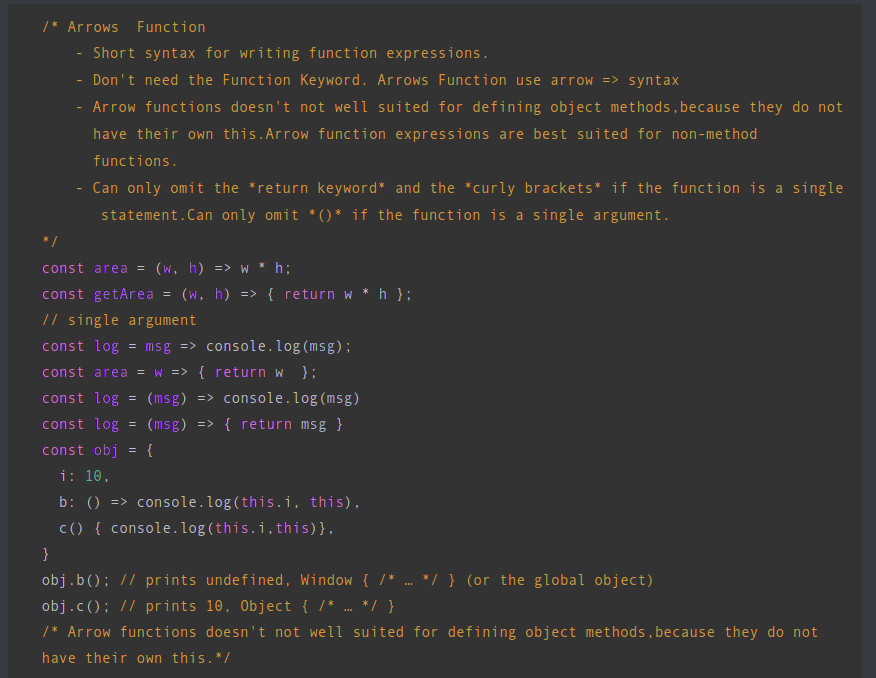 /* Arrows  Function
    - Short syntax for writing function expressions.
    - Don't need the Function Keyword. Arrows Function use arrow => syntax
    - Arrow functions doesn't not well suited for defining object methods,because they do not
      have their own this.Arrow function expressions are best suited for non-method
      functions.
    - Can only omit the *return keyword* and the *curly brackets* if the function is a single
       statement.Can only omit *()* if the function is a single argument.
*/
const area = (w, h) => w * h;
const getArea = (w, h) => { return w * h };
// single argument
const log = msg => console.log(msg);
const area = w => { return w  };
const log = (msg) => console.log(msg)
const log = (msg) => { return msg }
const obj = {
  i: 10,
  b: () => console.log(this.i, this),
  c() { console.log(this.i,this)},
}
obj.b(); // prints undefined, Window { /* … */ } (or the global object)
obj.c(); // prints 10, Object { /* … */ }
/* Arrow functions doesn't not well suited for defining object methods,because they do not
have their own this.*/